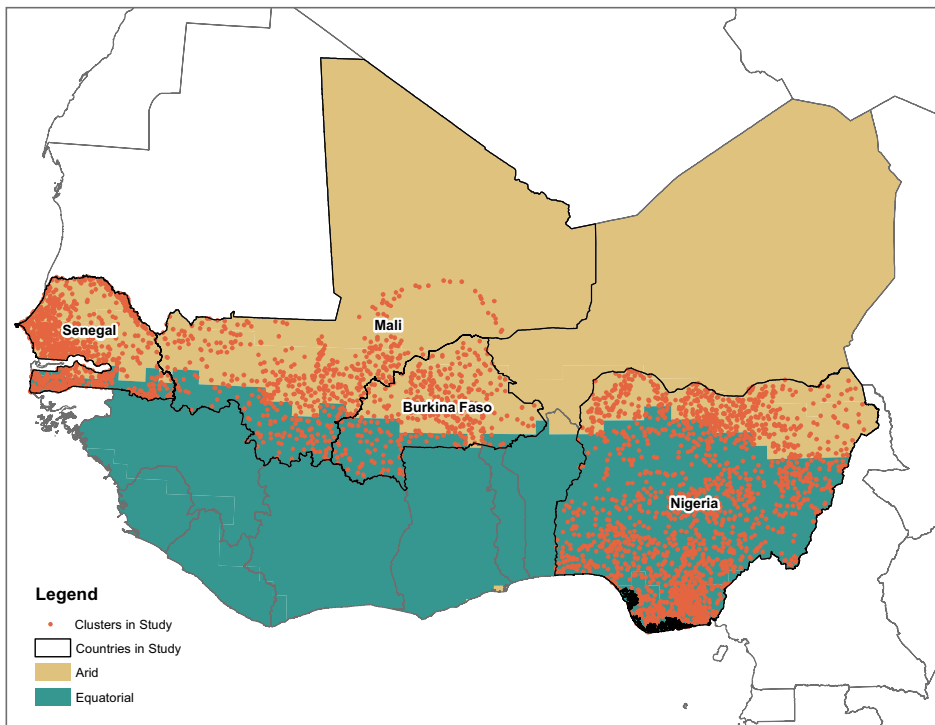 Senegal
Mali
Burkina Faso
Nigeria
Legend
Clusters in Study
Countries in Study
Arid
Equatorial